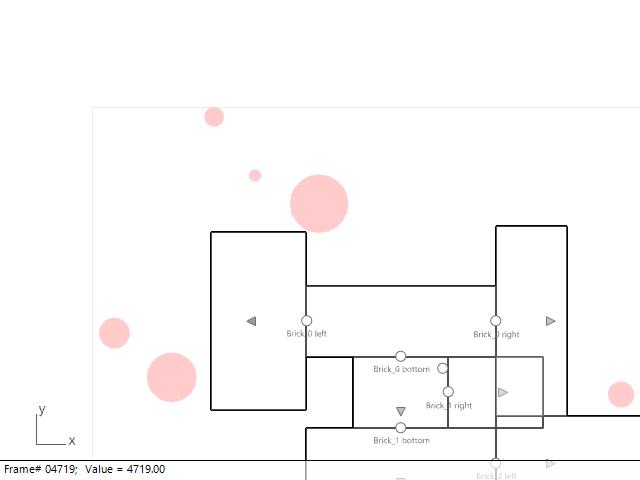 Brick_0 left
Brick_0 right
Brick_0 bottom
Brick_1 right
Brick_1 bottom
Brick_2 left
y
x
Frame# 04719; Value = 4719.00